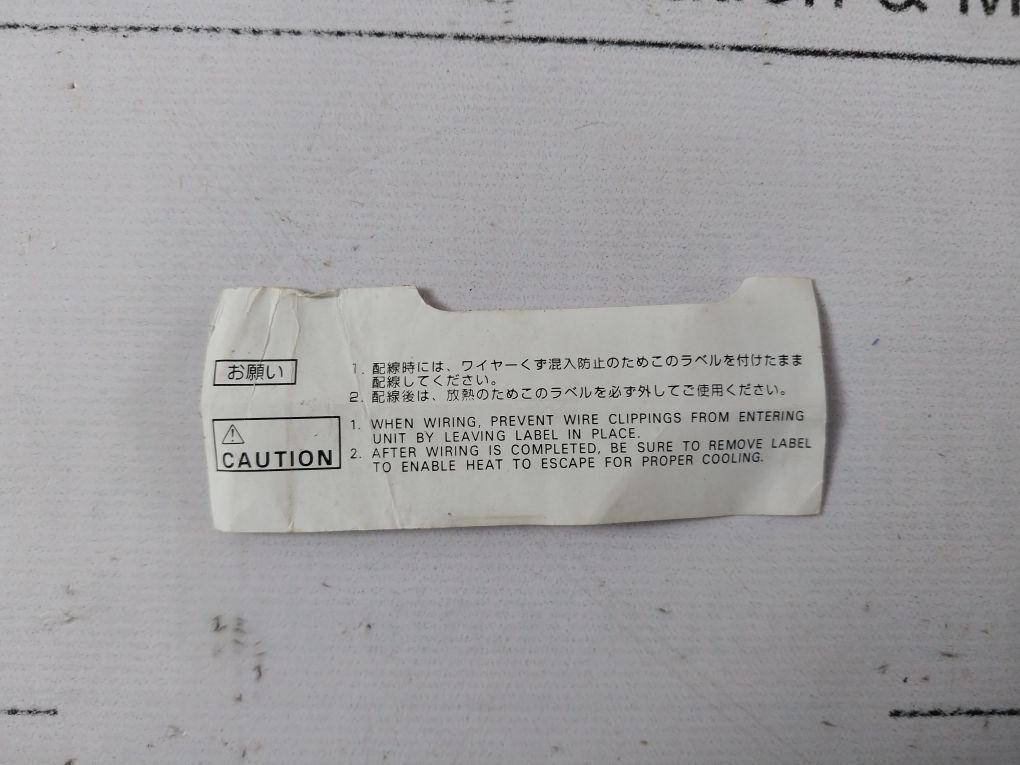 & M
お願い
1. 配線時には、ワイヤーくず混入防止のためこのラベルを付けたまま
配線してください。
2. 配線後は、放熱のためこのラベルを必ず外してご使用ください。
⚠
CAUTION
1. WHEN WIRING, PREVENT WIRE CLIPPINGS FROM ENTERING
UNIT BY LEAVING LABEL IN PLACE.
2. AFTER WIRING IS COMPLETED, BE SURE TO REMOVE LABEL
TO ENABLE HEAT TO ESCAPE FOR PROPER COOLING.